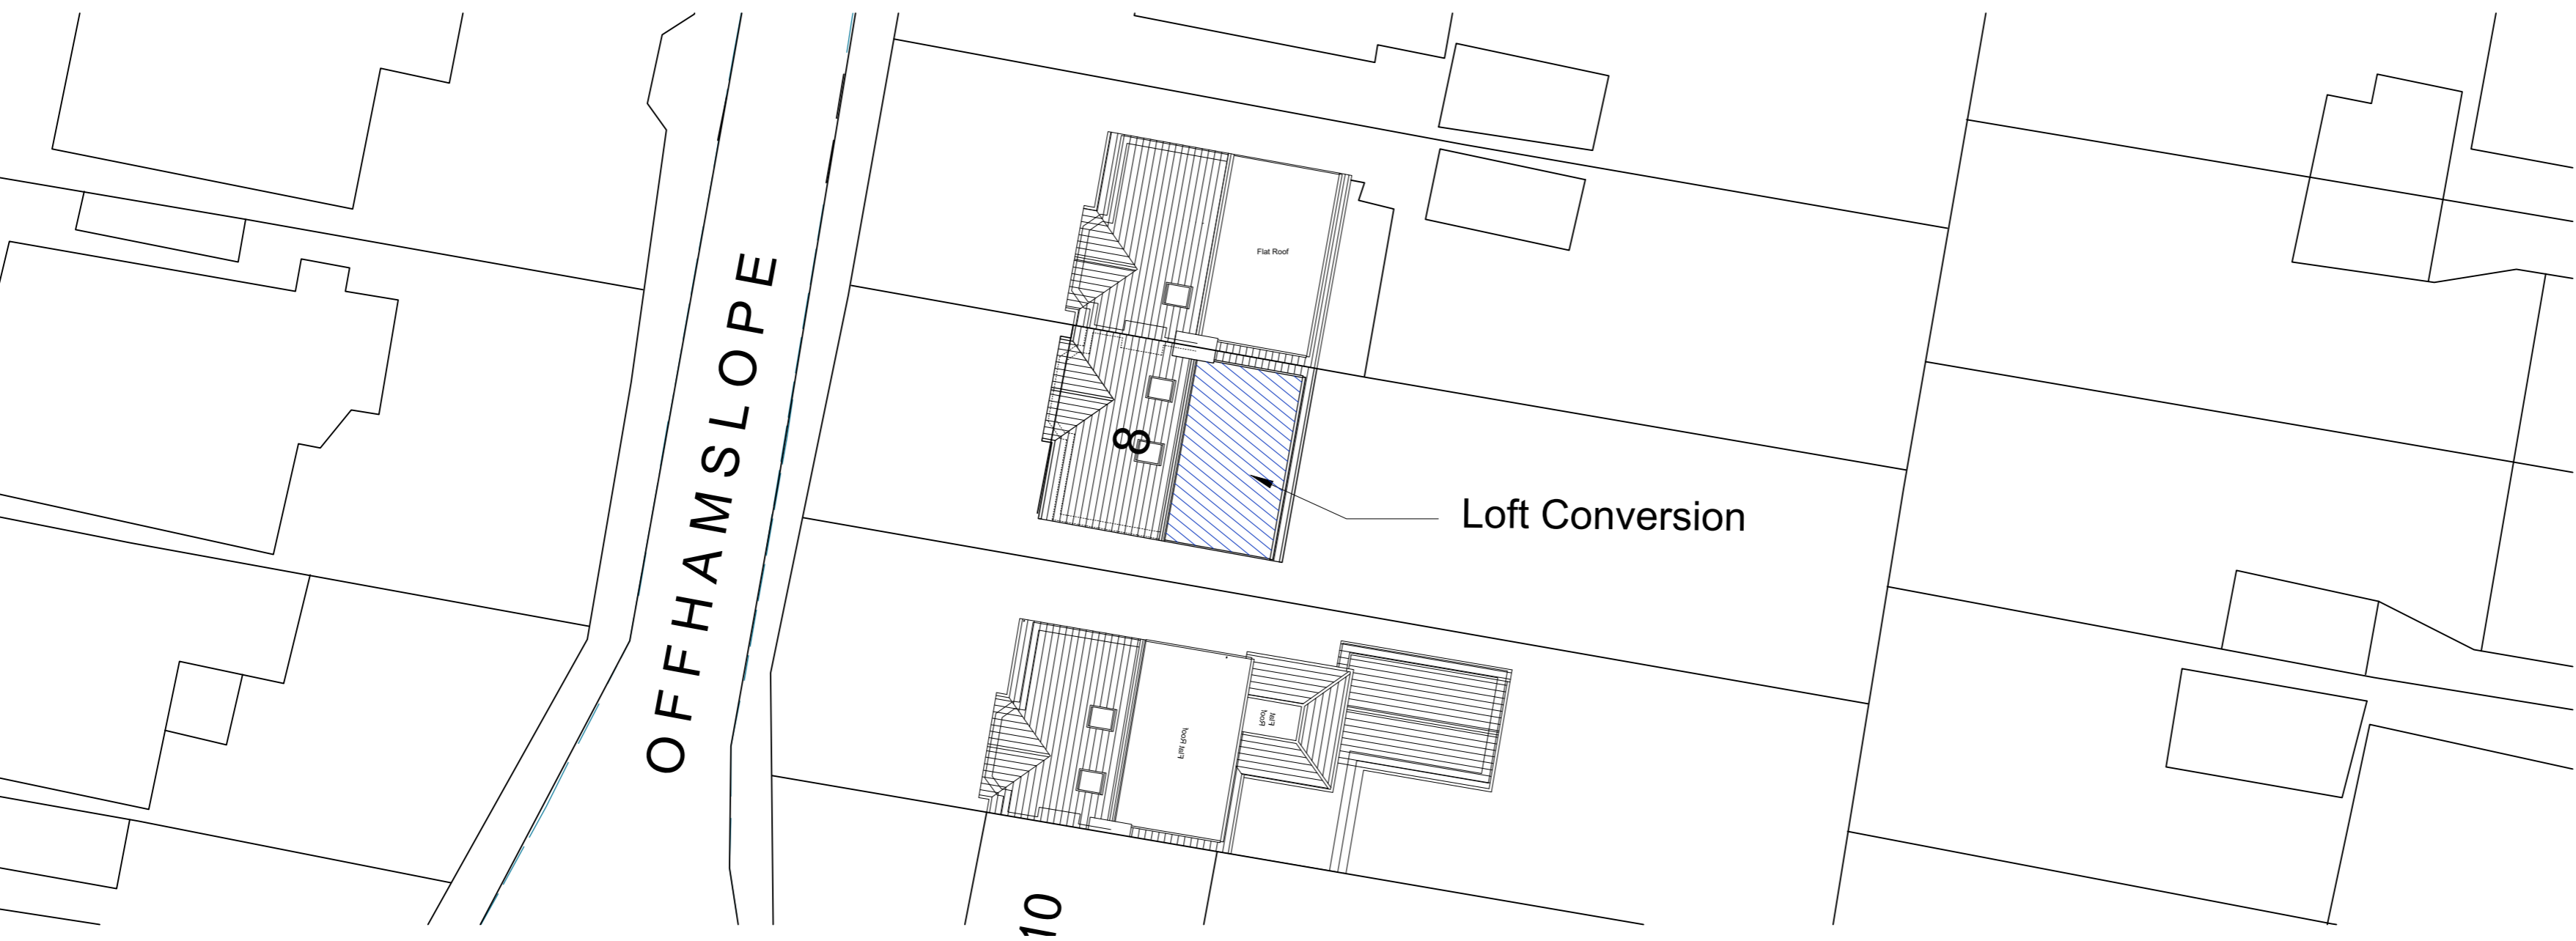 Flat Roof
OFFHAMSLOPE
8
Loft Conversion
Flat
Roof
Flat Roof
10